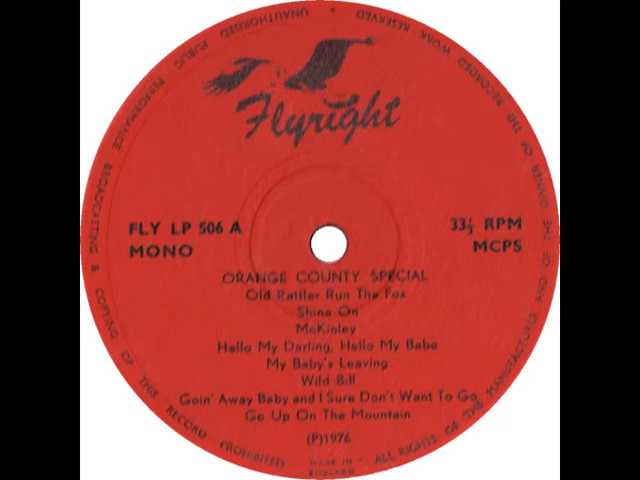 Flyright
FLY LP 506 A
MONO
33⅓ RPM
MCPS
ORANGE COUNTY SPECIAL
Old Rattler Run The Fox
Shine On
McKinley
Hello My Darling, Hello My Babe
My Baby's Leaving
Wild Bill
Goin' Away Baby and I Sure Don't Want To Go
Go Up On The Mountain
(P)1976
MADE IN
ENGLAND
ALL RIGHTS OF THE MANUFACTURER AND OF THE OWNER OF THE RECORDED WORK RESERVED
UNAUTHORISED PUBLIC PERFORMANCE BROADCASTING & COPYING OF THIS RECORD PROHIBITED